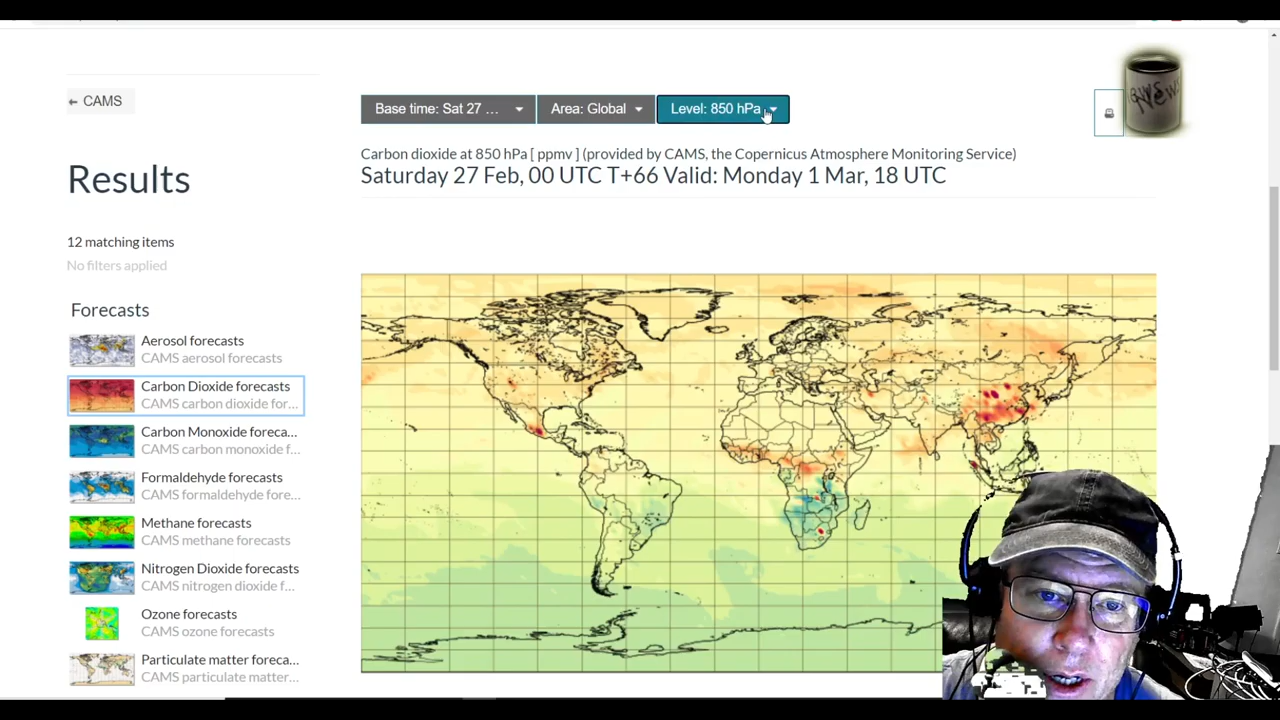 ← CAMS
Base time: Sat 27 ...
Area: Global
Level: 850 hPa
Carbon dioxide at 850 hPa [ ppmv ] (provided by CAMS, the Copernicus Atmosphere Monitoring Service)
Saturday 27 Feb, 00 UTC T+66 Valid: Monday 1 Mar, 18 UTC
Results
12 matching items
No filters applied
Forecasts
Aerosol forecasts
CAMS aerosol forecasts
Carbon Dioxide forecasts
CAMS carbon dioxide for...
Carbon Monoxide foreca...
CAMS carbon monoxide f...
Formaldehyde forecasts
CAMS formaldehyde fore...
Methane forecasts
CAMS methane forecasts
Nitrogen Dioxide forecasts
CAMS nitrogen dioxide f...
Ozone forecasts
CAMS ozone forecasts
Particulate matter foreca...
CAMS particulate matter...